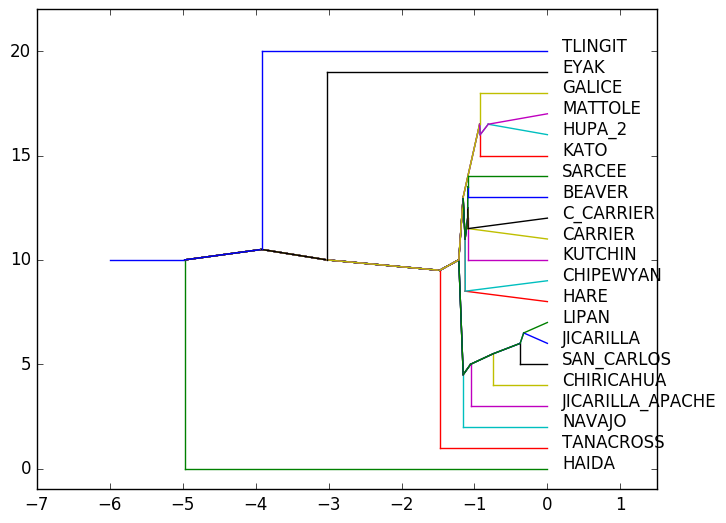 20
15
10
5
0
TLINGIT
EYAK
GALICE
MATTOLE
HUPA_2
KATO
SARCEE
BEAVER
C_CARRIER
CARRIER
KUTCHIN
CHIPEWYAN
HARE
LIPAN
JICARILLA
SAN_CARLOS
CHIRICAHUA
JICARILLA_APACHE
NAVAJO
TANACROSS
HAIDA
−7 −6 −5 −4 −3 −2 −1 0 1